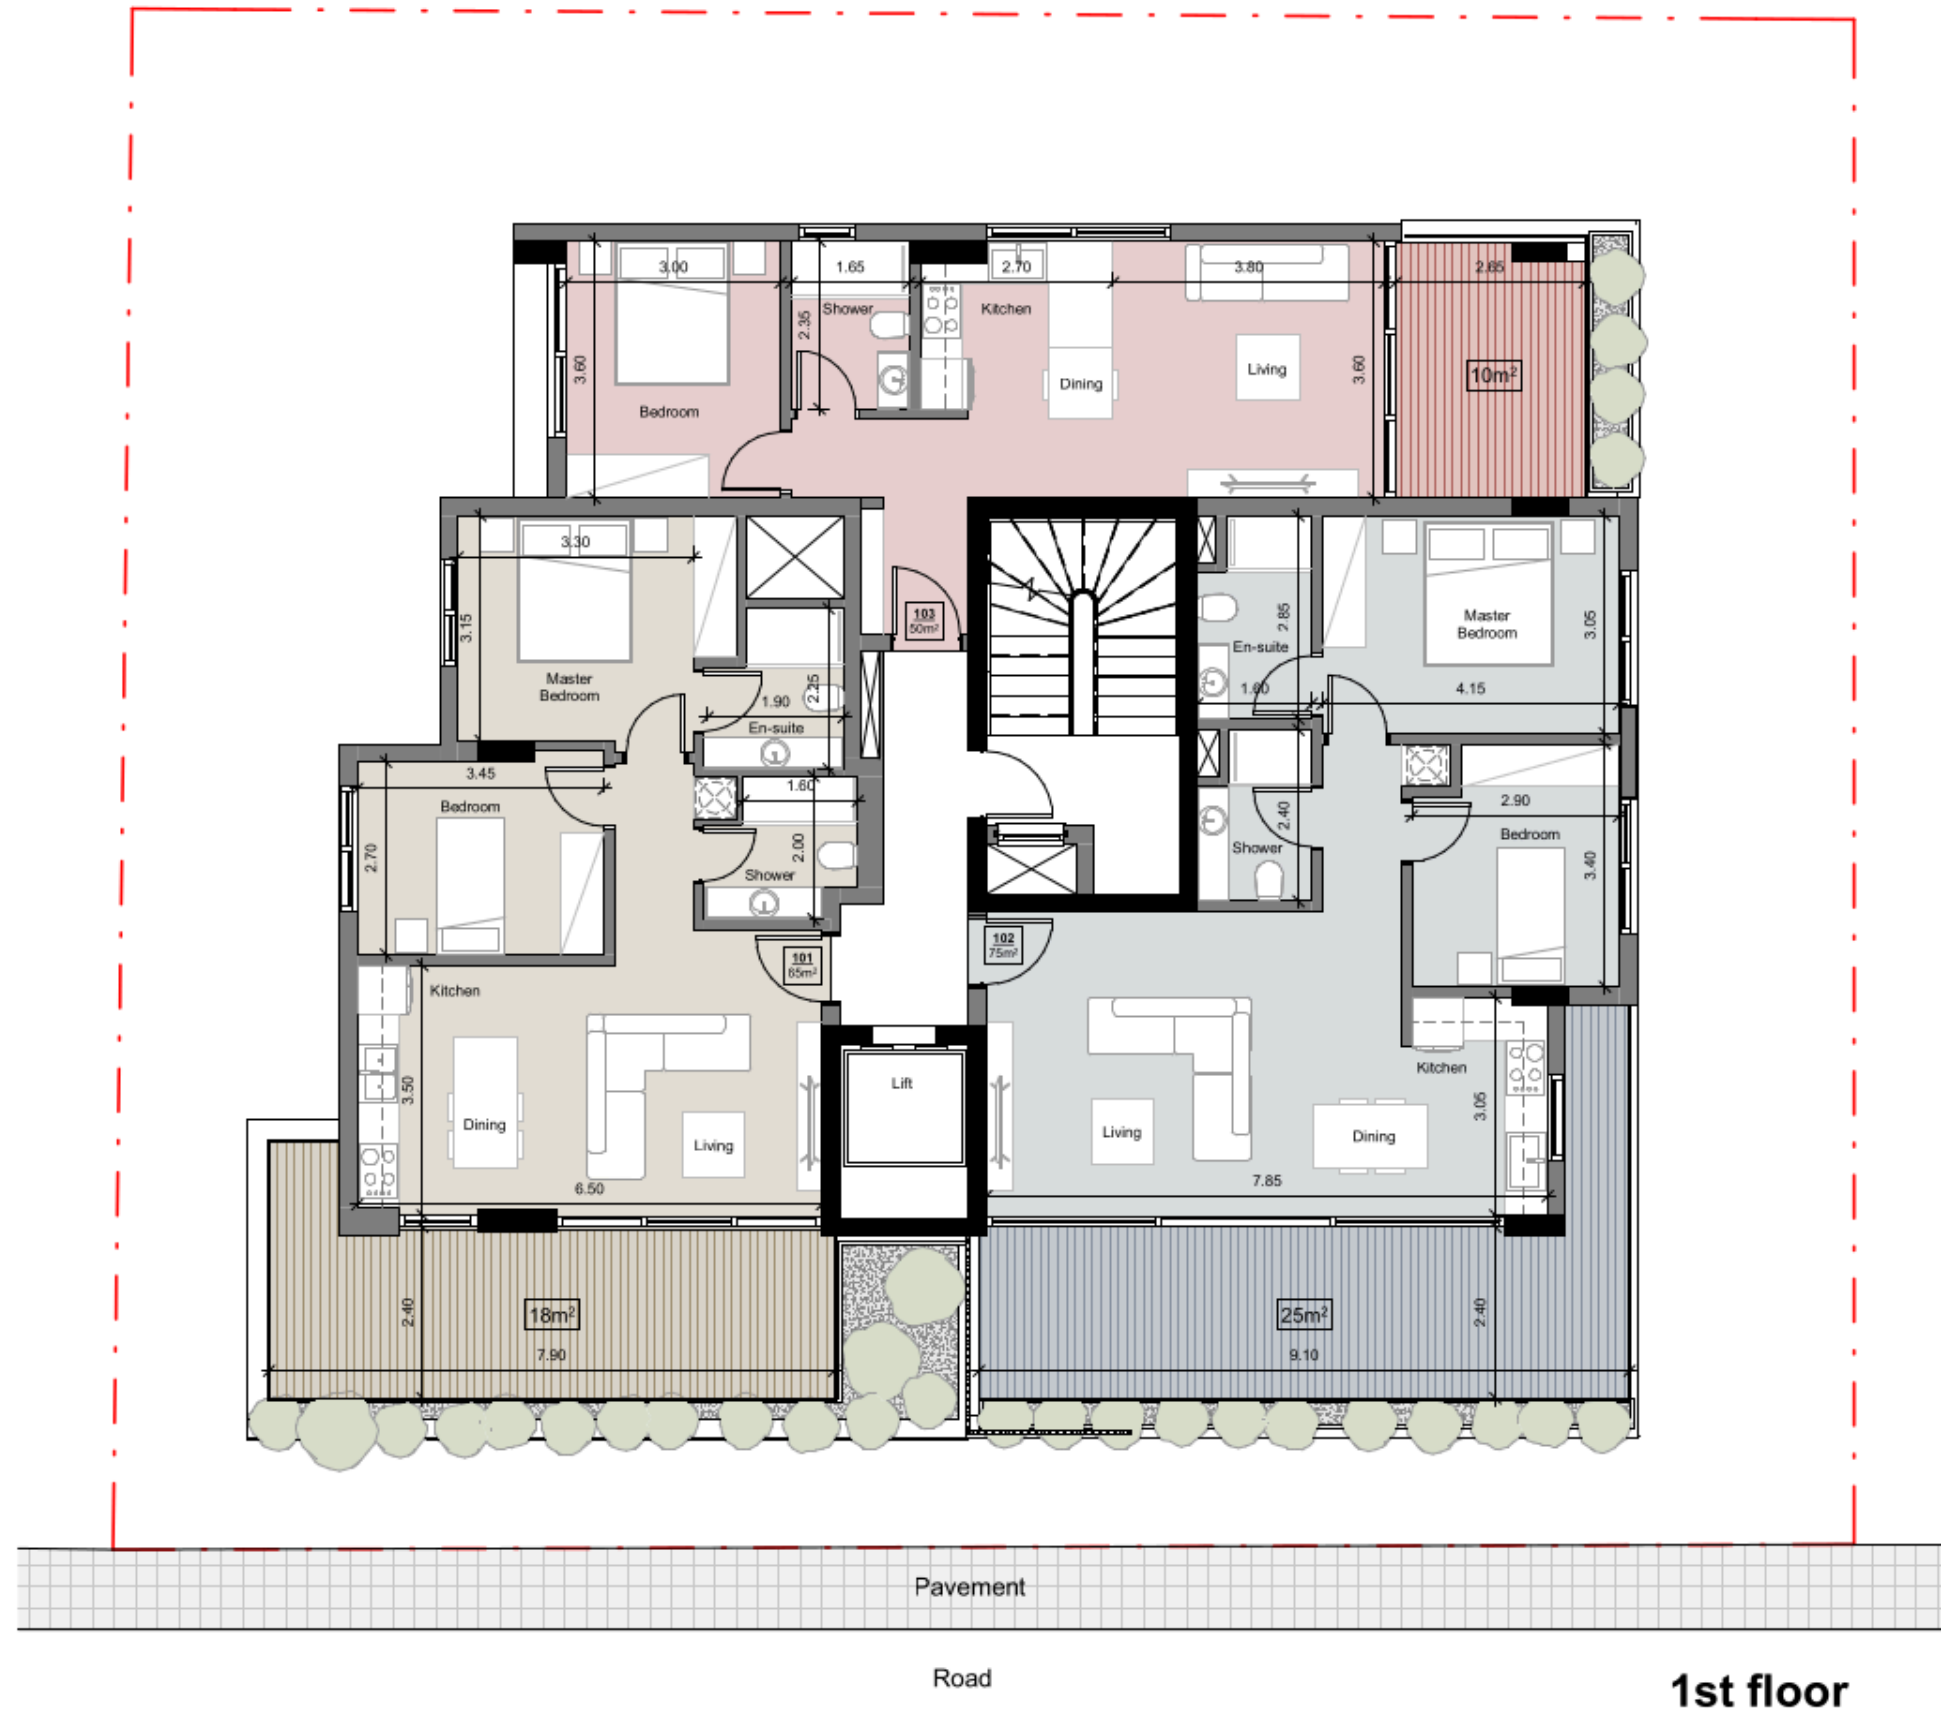 3.00
1.65
2.70
3.80
2.65
Shower
Kitchen
2.35
3.60
Dining
Living
3.60
10m²
Bedroom
3.30
3.15
Master
Bedroom
103
50m²
2.85
En-suite
Master
Bedroom
3.05
1.60
4.15
1.90
2.25
En-suite
3.45
Bedroom
1.60
2.70
2.00
Shower
2.40
Shower
2.90
Bedroom
3.40
101
65m²
102
75m²
Kitchen
3.50
Dining
Living
6.50
Lift
Living
Dining
Kitchen
3.05
7.85
18m²
2.40
7.90
25m²
2.40
9.10
Pavement
Road
1st floor